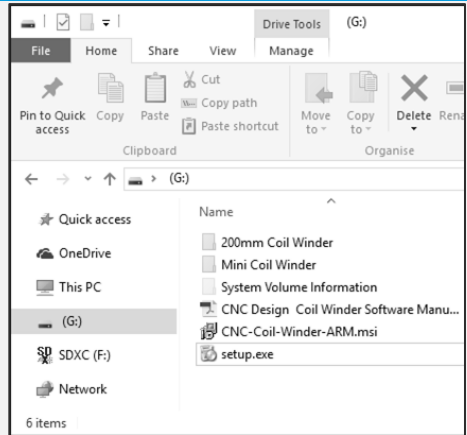 Drive Tools (G:)
File Home Share View Manage
Pin to Quick access
Copy
Paste
Cut
Copy path
Paste shortcut
Move to
Copy to
Delete
Rena
Clipboard Organise
(G:)
Quick access
OneDrive
This PC
(G:)
SDXC (F:)
Network
Name
200mm Coil Winder
Mini Coil Winder
System Volume Information
CNC Design Coil Winder Software Manu...
CNC-Coil-Winder-ARM.msi
setup.exe
6 items